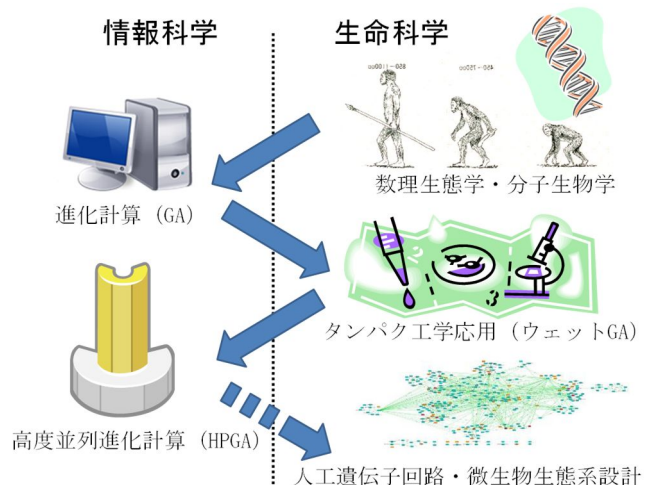 情報科学
生命科学
数理生態学・分子生物学
進化計算 (GA)
2
3
タンパク工学応用 (ウェットGA)
高度並列進化計算 (HPGA)
人工遺伝子回路・微生物生態系設計